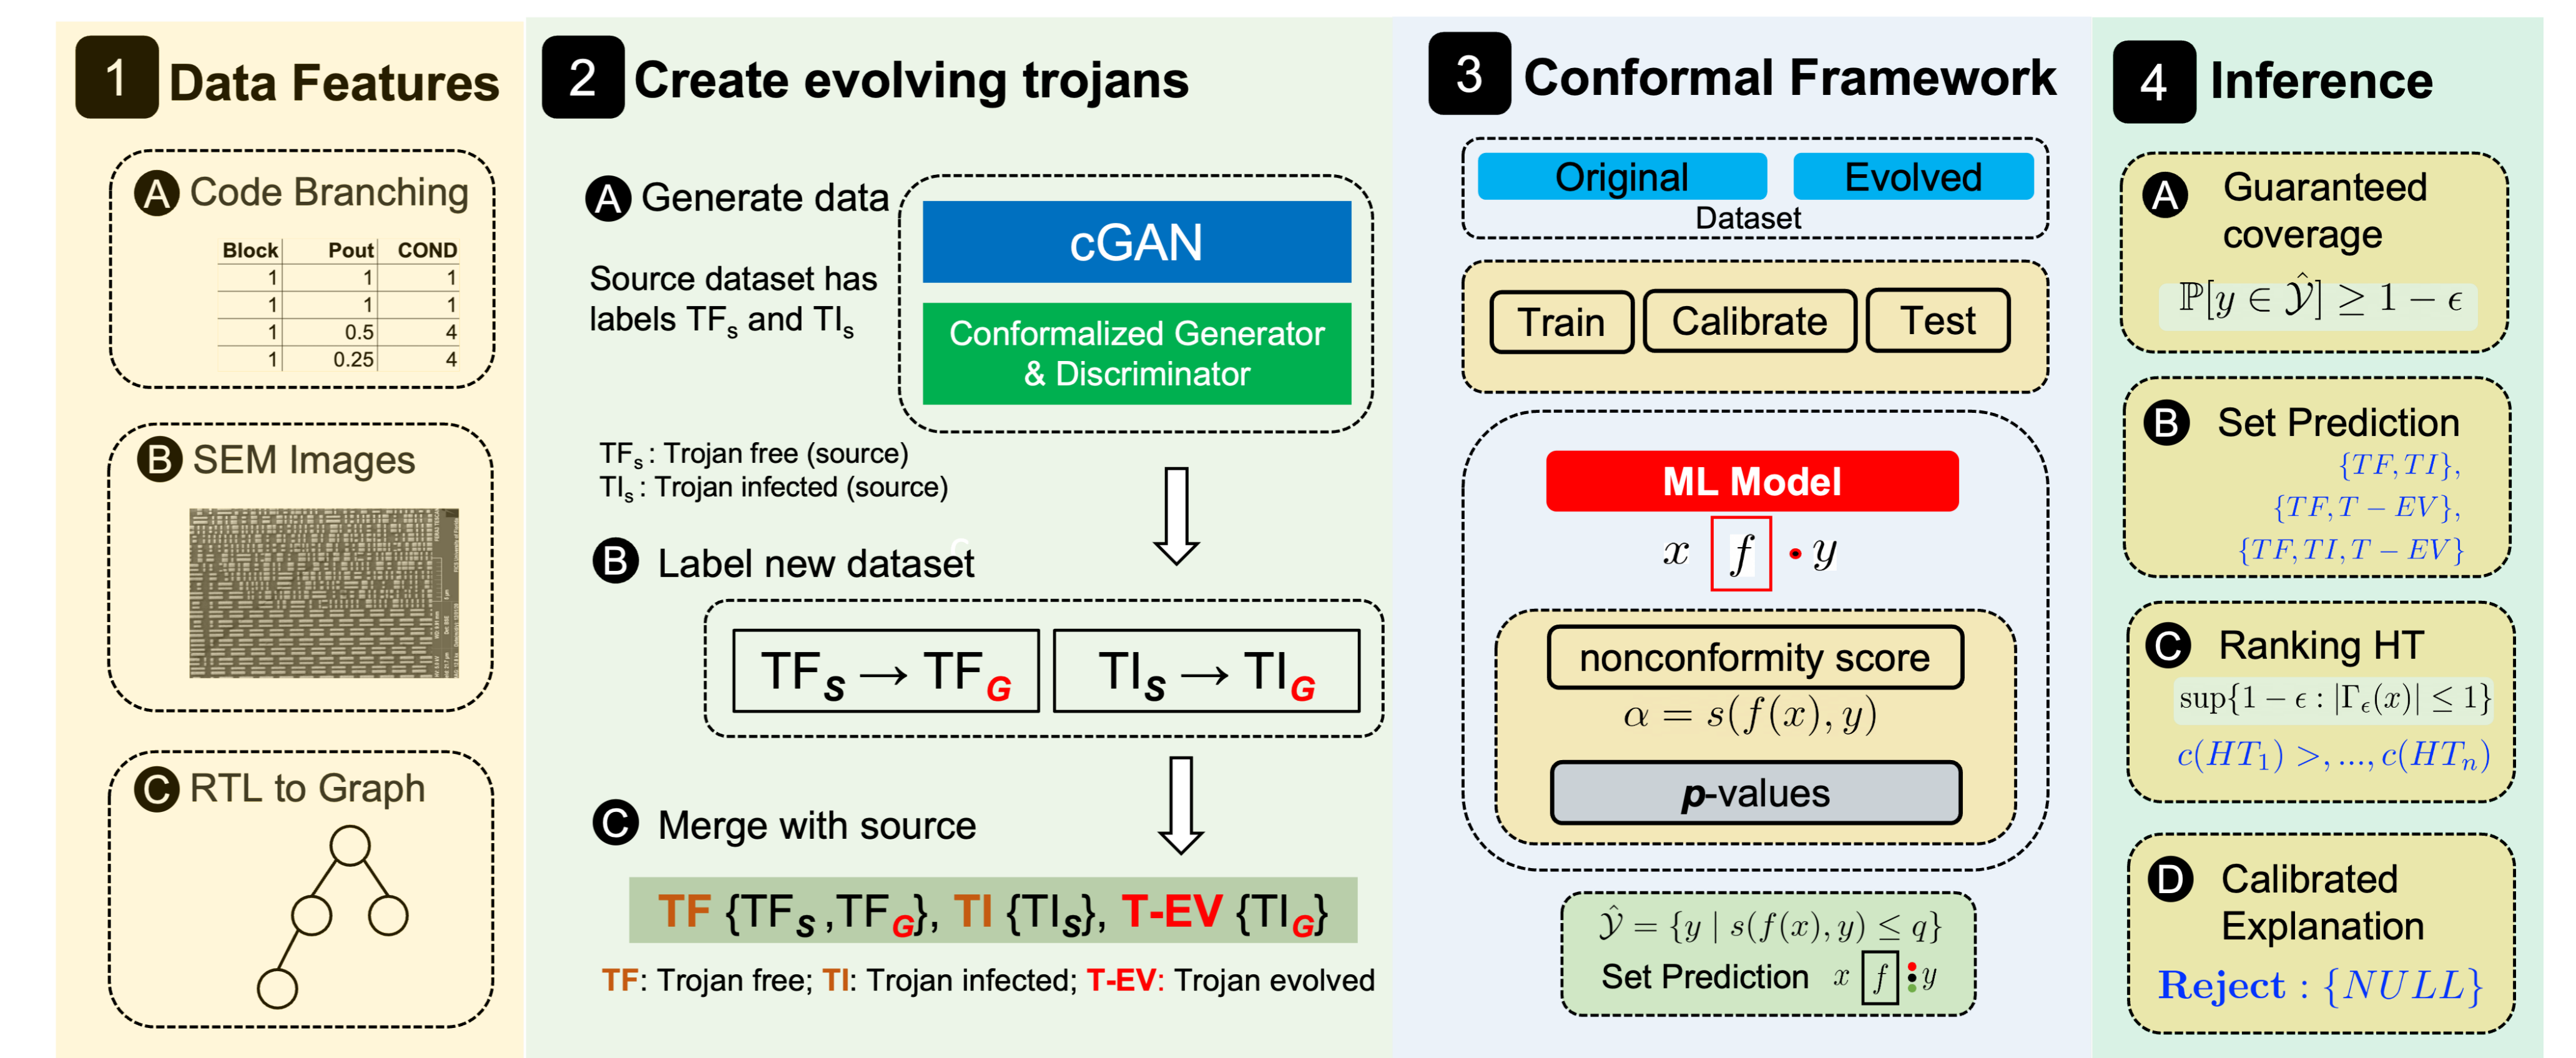 1 Data Features
A Code Branching
Block Pout COND
1 1 1
1 1 1
1 0.5 4
1 0.25 4
B SEM Images
C RTL to Graph
2 Create evolving trojans
A Generate data
Source dataset has
labels TFs and TIs
cGAN
Conformalized Generator
& Discriminator
TFs : Trojan free (source)
TIs : Trojan infected (source)
B Label new dataset
TFS → TFG
TIS → TIG
C Merge with source
TF {TFS ,TFG}, TI {TIS}, T-EV {TIG}
TF: Trojan free; TI: Trojan infected; T-EV: Trojan evolved
3 Conformal Framework
Original Evolved
Dataset
Train Calibrate Test
ML Model
x f y
nonconformity score
α = s(f(x), y)
p-values
Ŷ = {y | s(f(x), y) ≤ q}
Set Prediction x f y
4 Inference
A Guaranteed
coverage
ℙ[y ∈ Ŷ] ≥ 1 − ϵ
B Set Prediction
{TF, TI},
{TF, T − EV},
{TF, TI, T − EV}
C Ranking HT
sup{1 − ϵ : |Γϵ(x)| ≤ 1}
c(HT1) >, ..., c(HTn)
D Calibrated
Explanation
Reject : {NULL}